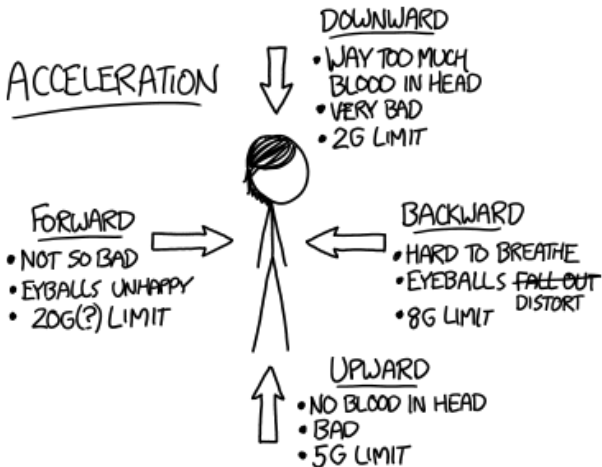 ACCELERATION
DOWNWARD
• WAY TOO MUCH
BLOOD IN HEAD
• VERY BAD
• 2G LIMIT
FORWARD
• NOT SO BAD
• EYBALLS UNHAPPY
• 20G(?) LIMIT
BACKWARD
• HARD TO BREATHE
• EYEBALLS FALL OUT
DISTORT
• 8G LIMIT
UPWARD
• NO BLOOD IN HEAD
• BAD
• 5G LIMIT